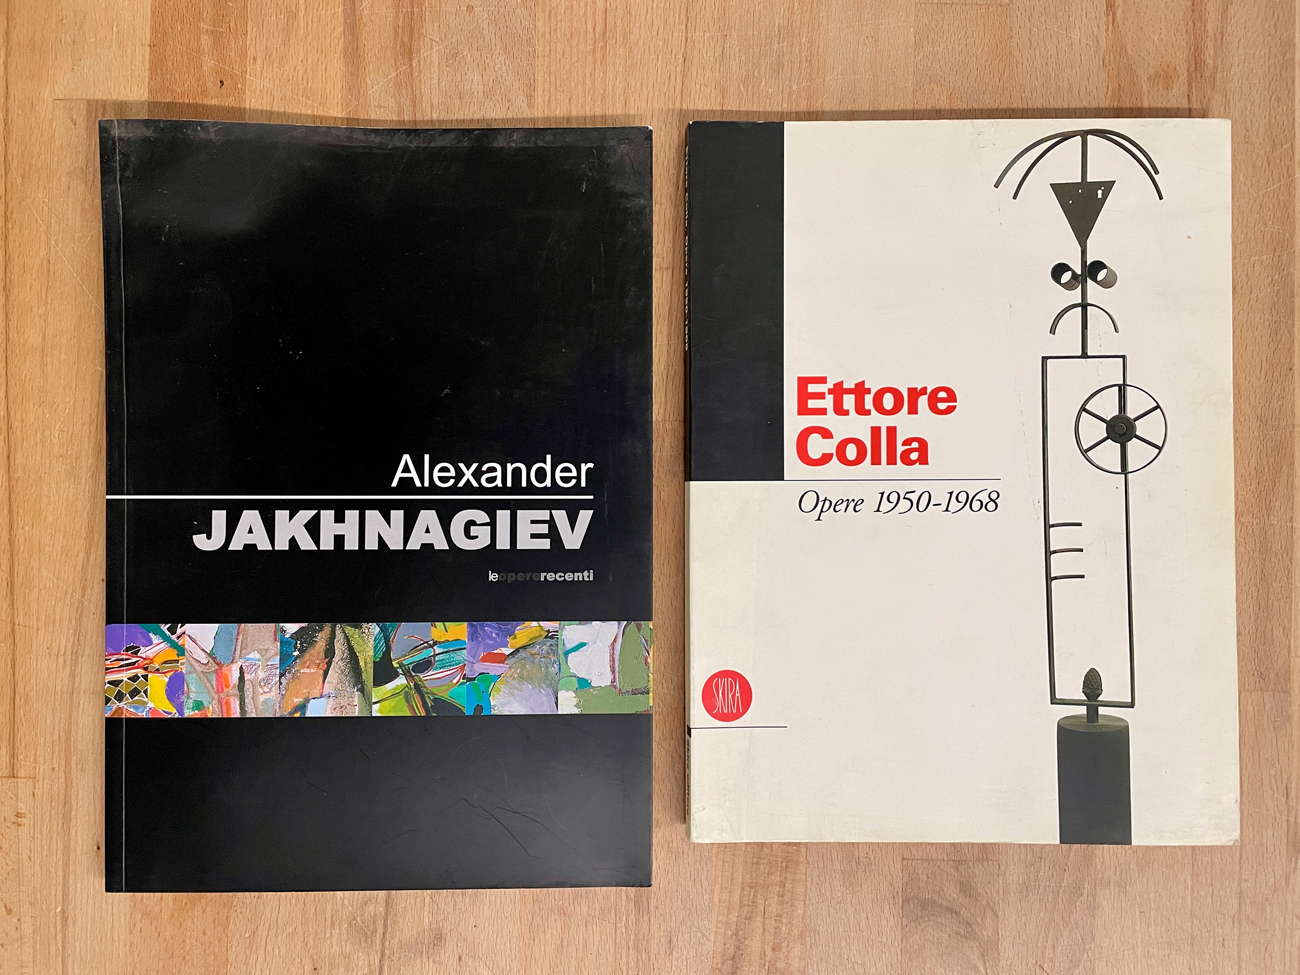 Alexander
JAKHNAGIEV
leopererecenti
Ettore
Colla
Opere 1950-1968
SKIRA